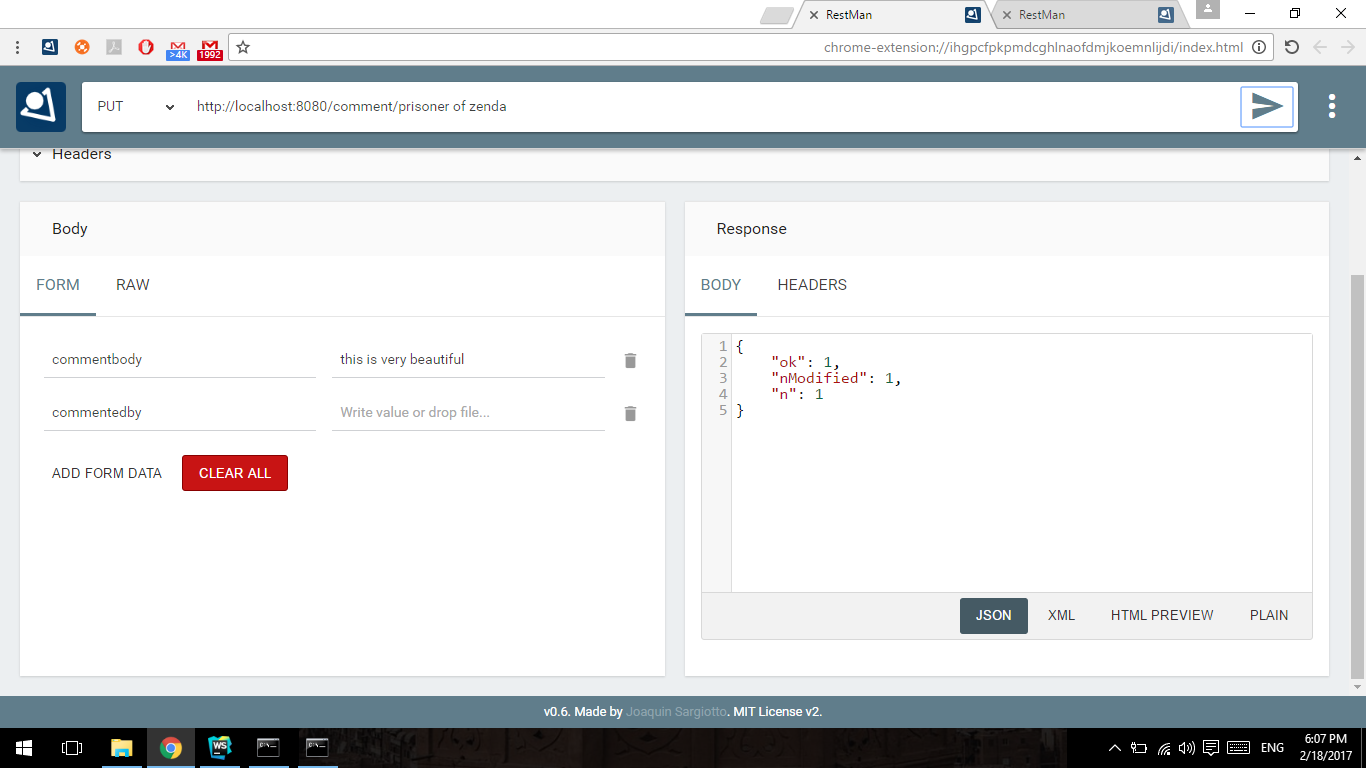 RestMan
RestMan
>4K
1992
chrome-extension://ihgpcfpkpmdcghlnaofdmjkoemnlijdi/index.html
PUT
http://localhost:8080/comment/prisoner of zenda
Headers
Body
Response
FORM
RAW
BODY
HEADERS
commentbody
this is very beautiful
commentedby
Write value or drop file...
ADD FORM DATA
CLEAR ALL
1 {
2 "ok": 1,
3 "nModified": 1,
4 "n": 1
5 }
JSON
XML
HTML PREVIEW
PLAIN
v0.6. Made by Joaquin Sargiotto. MIT License v2.
WS
C:\.
C:\.
ENG
6:07 PM
2/18/2017